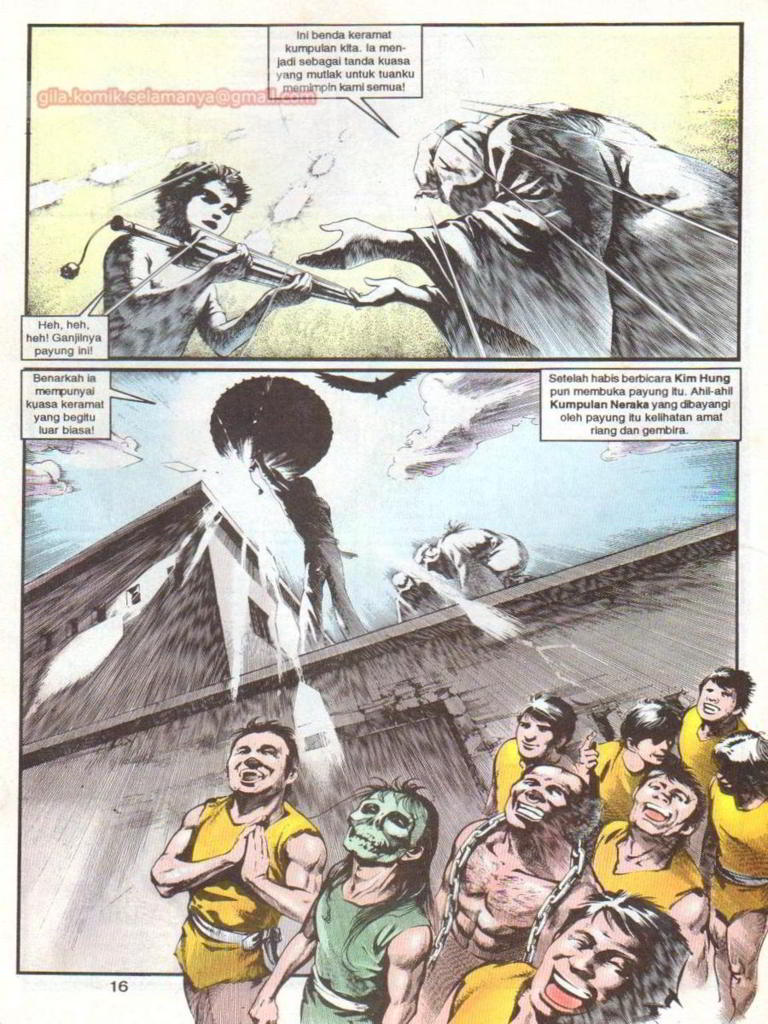 Ini benda keramat
kumpulan kita. Ia men-
jadi sebagai tanda kuasa
yang mutlak untuk tuanku
memimpin kami semua!
gila.komik.selamanya@gmail.com
Heh, heh,
heh! Ganjilnya
payung ini!
Benarkah ia
mempunyai
kuasa keramat
yang begitu
luar biasa!
Setelah habis berbicara Kim Hung
pun membuka payung itu. Ahil-ahil
Kumpulan Neraka yang dibayangi
oleh payung itu kelihatan amat
riang dan gembira.
16